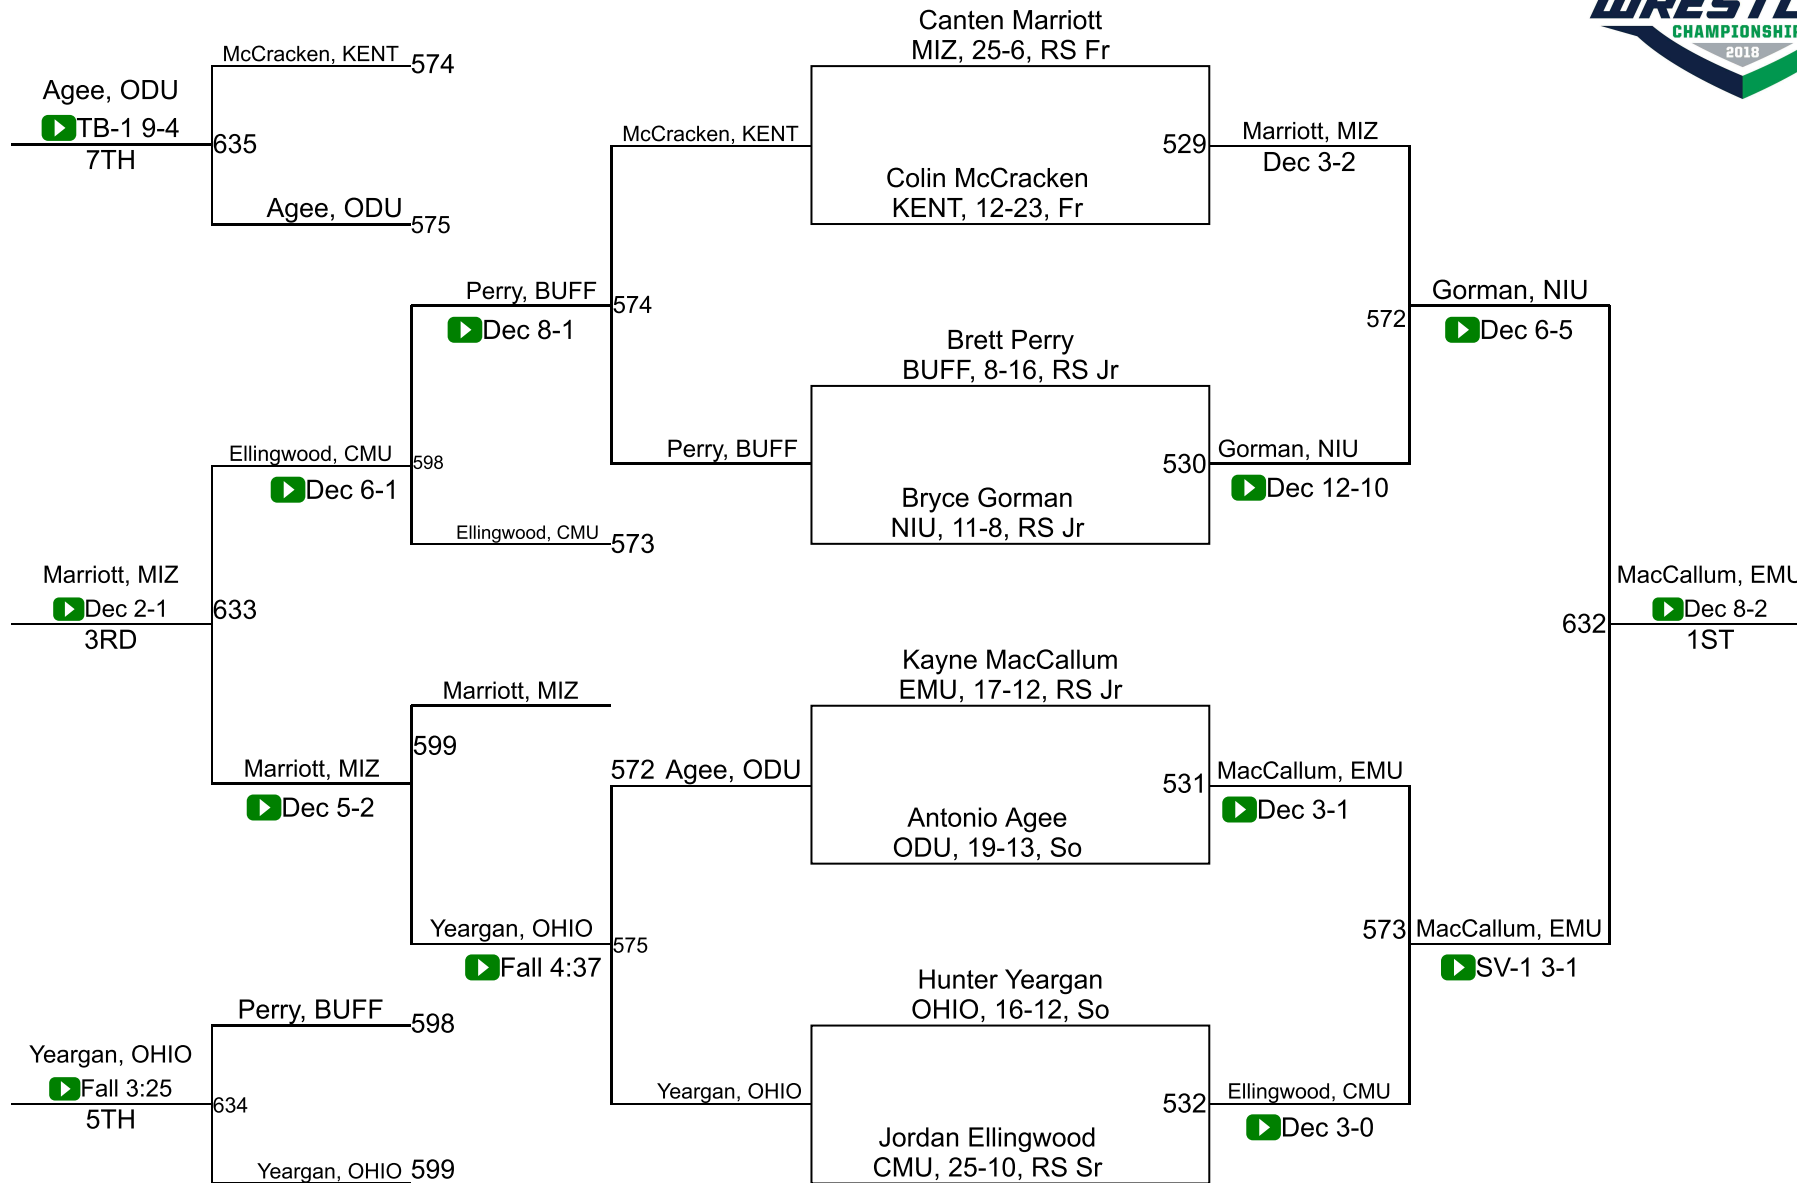 WRESTL
CHAMPIONSHIP
2018
Canten Marriott
MIZ, 25-6, RS Fr
McCracken, KENT
574
Agee, ODU
TB-1 9-4
7TH
635
Agee, ODU
575
McCracken, KENT
529
Marriott, MIZ
Dec 3-2
Colin McCracken
KENT, 12-23, Fr
Perry, BUFF
Dec 8-1
574
572
Gorman, NIU
Dec 6-5
Brett Perry
BUFF, 8-16, RS Jr
Ellingwood, CMU
Dec 6-1
598
Perry, BUFF
530
Gorman, NIU
Dec 12-10
Bryce Gorman
NIU, 11-8, RS Jr
Ellingwood, CMU
573
Marriott, MIZ
Dec 2-1
3RD
633
632
MacCallum, EMU
Dec 8-2
1ST
Kayne MacCallum
EMU, 17-12, RS Jr
Marriott, MIZ
599
Marriott, MIZ
Dec 5-2
572
Agee, ODU
531
MacCallum, EMU
Dec 3-1
Antonio Agee
ODU, 19-13, So
Yeargan, OHIO
Fall 4:37
575
573
MacCallum, EMU
SV-1 3-1
Hunter Yeargan
OHIO, 16-12, So
Perry, BUFF
598
Yeargan, OHIO
Fall 3:25
5TH
634
Yeargan, OHIO
532
Ellingwood, CMU
Dec 3-0
Jordan Ellingwood
CMU, 25-10, RS Sr
Yeargan, OHIO
599